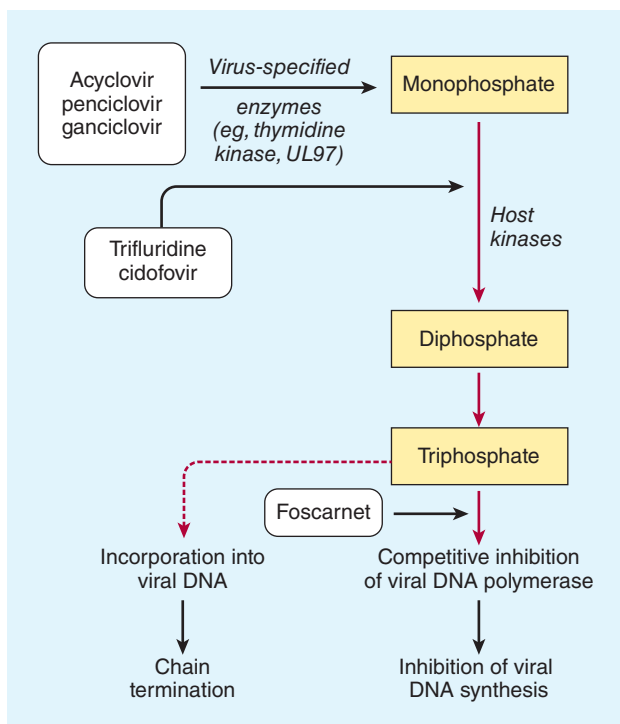 Acyclovir
penciclovir
ganciclovir
Virus-specified
enzymes
(eg, thymidine
kinase, UL97)
Monophosphate
Trifluridine
cidofovir
Host
kinases
Diphosphate
Triphosphate
Foscarnet
Incorporation into
viral DNA
Competitive inhibition
of viral DNA polymerase
Chain
termination
Inhibition of viral
DNA synthesis